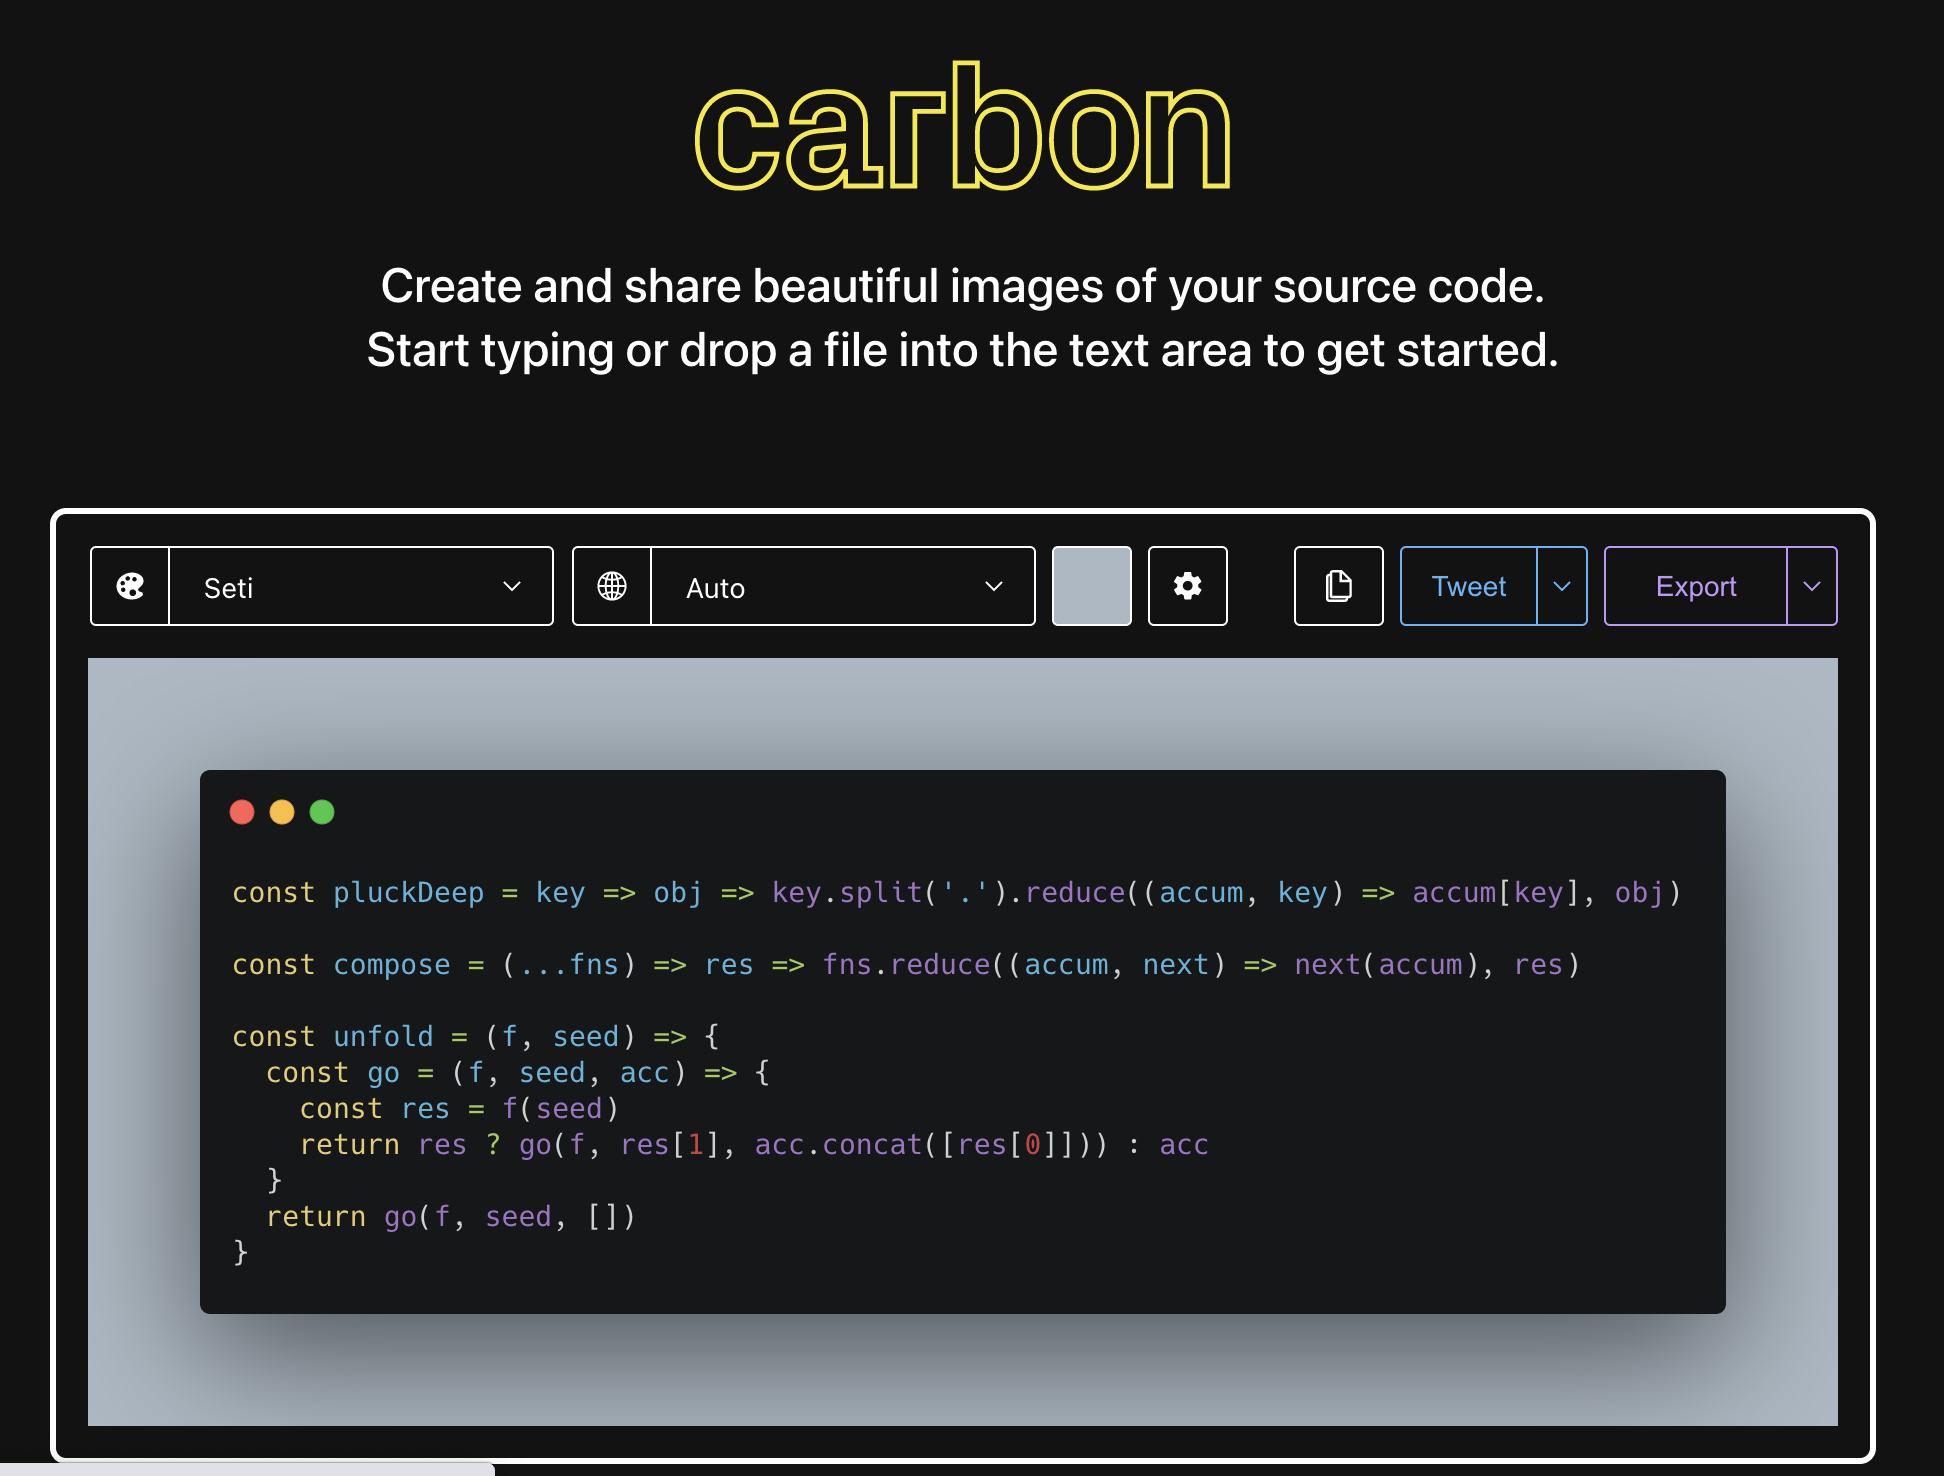 carbon
Create and share beautiful images of your source code.
Start typing or drop a file into the text area to get started.
Seti Auto Tweet Export
const pluckDeep = key => obj => key.split('.').reduce((accum, key) => accum[key], obj)
const compose = (...fns) => res => fns.reduce((accum, next) => next(accum), res)
const unfold = (f, seed) => {
  const go = (f, seed, acc) => {
    const res = f(seed)
    return res ? go(f, res[1], acc.concat([res[0]])) : acc
  }
  return go(f, seed, [])
}